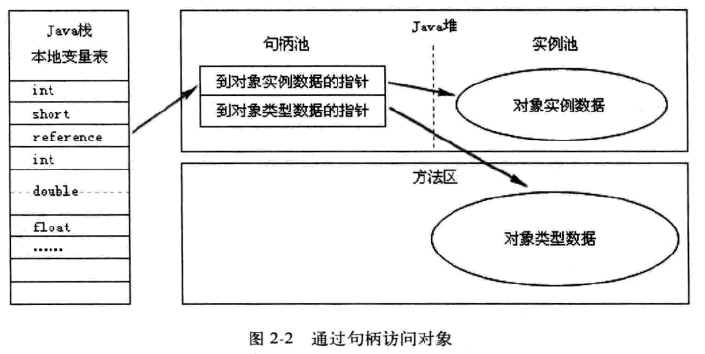 Java栈
本地变量表
int
short
reference
int
double
float
……
Java堆
句柄池
实例池
到对象实例数据的指针
到对象类型数据的指针
对象实例数据
方法区
对象类型数据
图 2-2 通过句柄访问对象